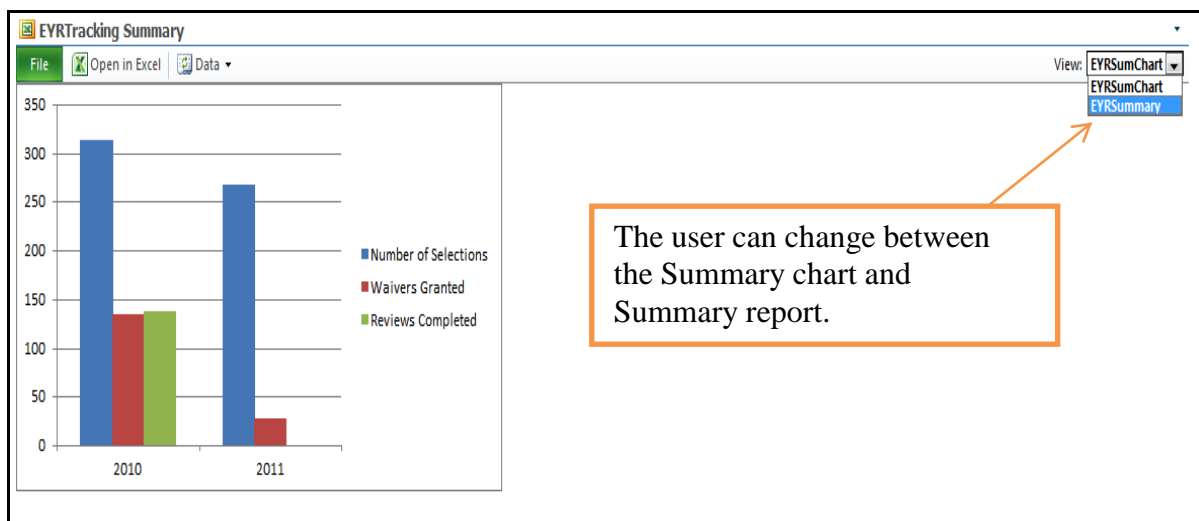 EYRTracking Summary
File Open in Excel Data View: EYRSumChart
EYRSumChart
EYRSummary
350
300
250
200
150
100
50
0
2010 2011
Number of Selections
Waivers Granted
Reviews Completed
The user can change between
the Summary chart and
Summary report.